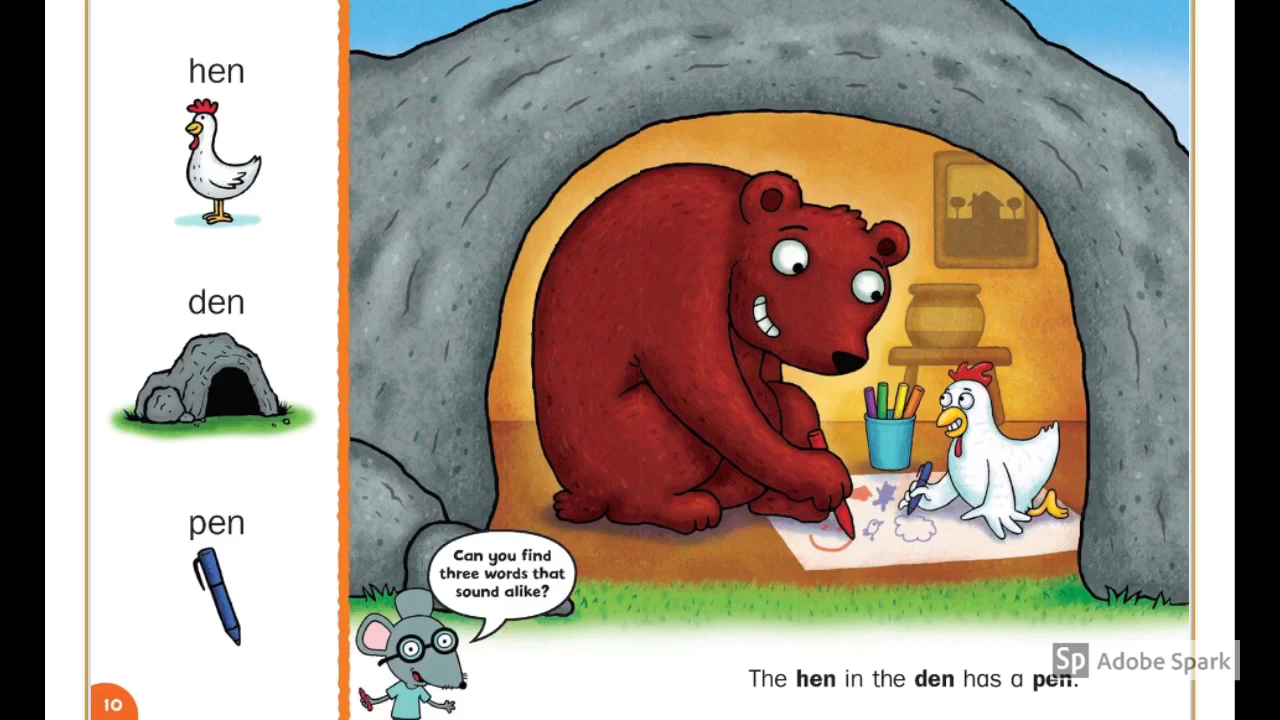 hen
den
pen
10
Can you find
three words that
sound alike?
The hen in the den has a pen.
Sp Adobe Spark